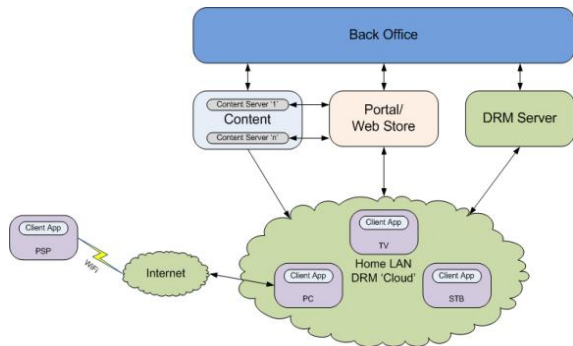 Back Office
Content Server '1'
Content
Content Server 'n'
Portal/
Web Store
DRM Server
Client App
PSP
WiFi
Internet
Client App
TV
Home LAN
DRM 'Cloud'
Client App
PC
Client App
STB